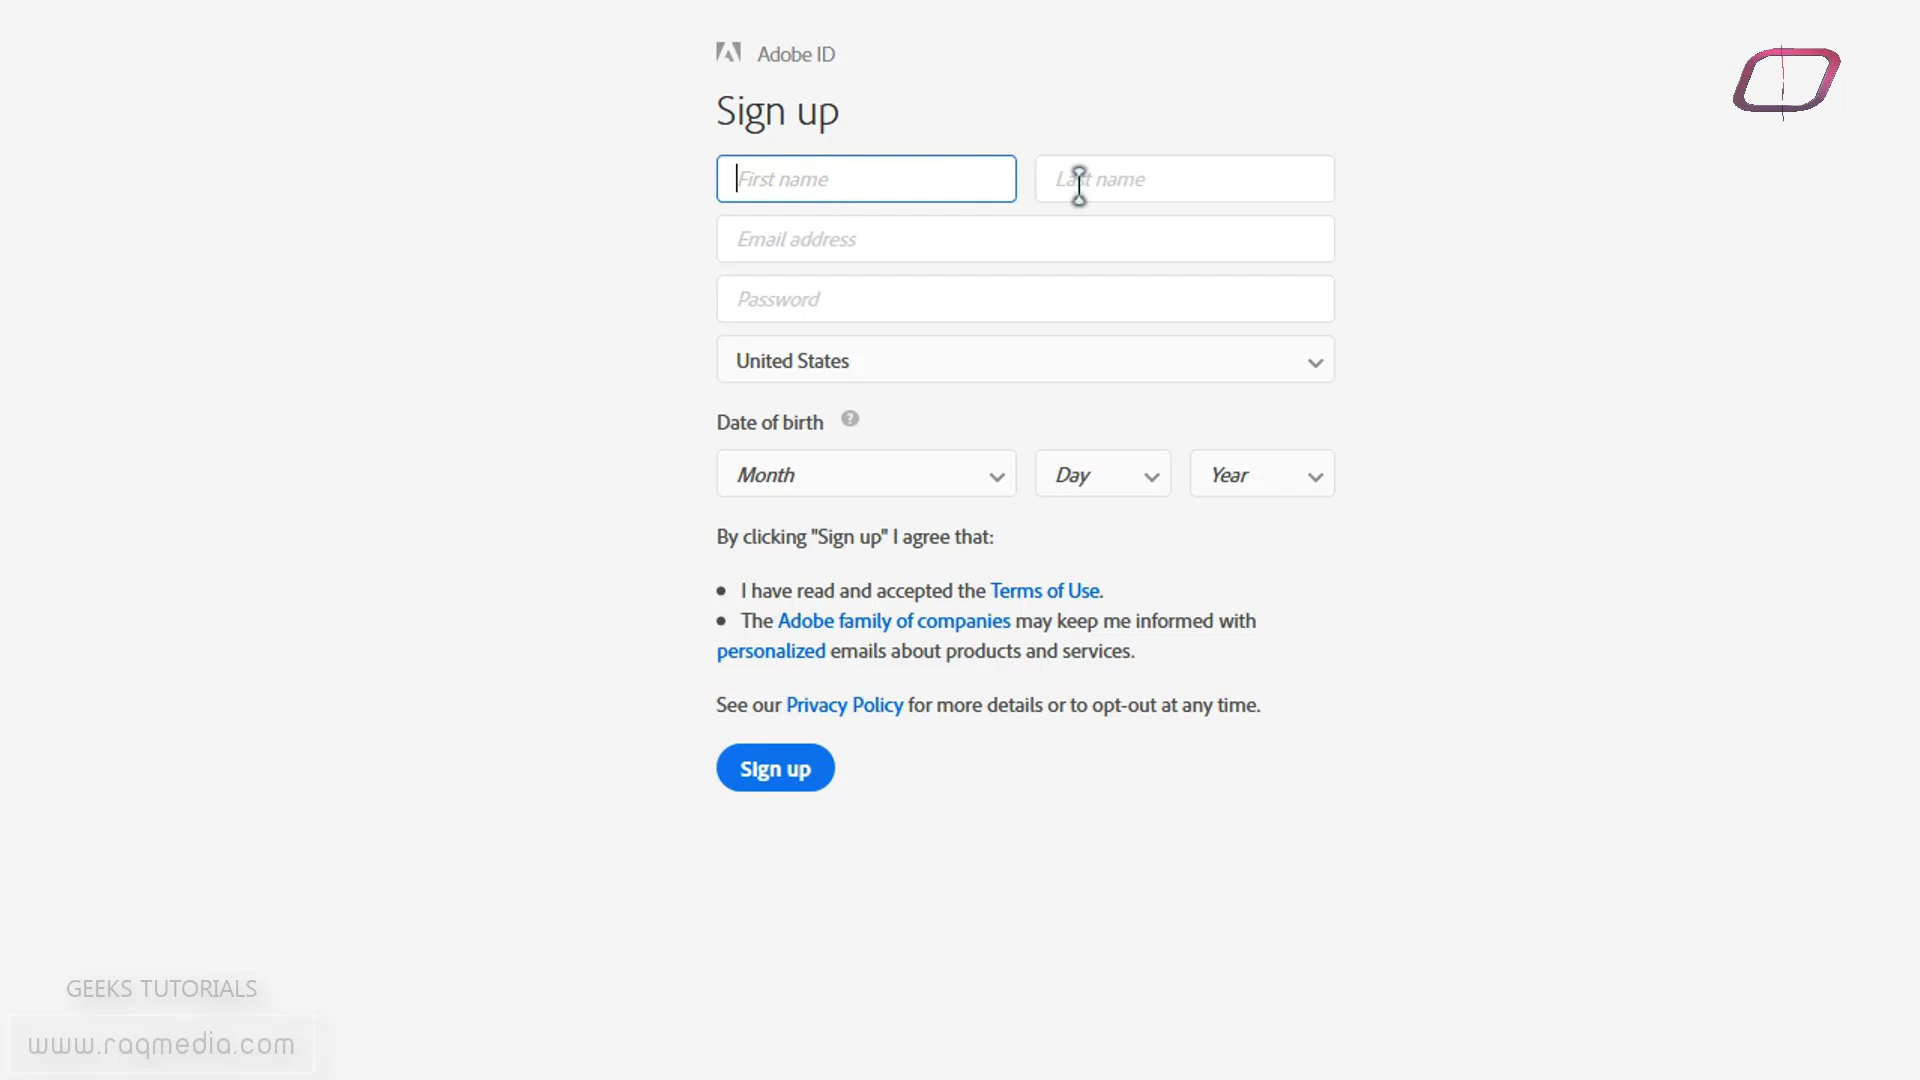 Adobe ID
Sign up
First name
Last name
Email address
Password
United States
Date of birth ?
Month
Day
Year
By clicking "Sign up" I agree that:
• I have read and accepted the Terms of Use.
• The Adobe family of companies may keep me informed with
personalized emails about products and services.
See our Privacy Policy for more details or to opt-out at any time.
Sign up
GEEKS TUTORIALS
www.raqmedia.com